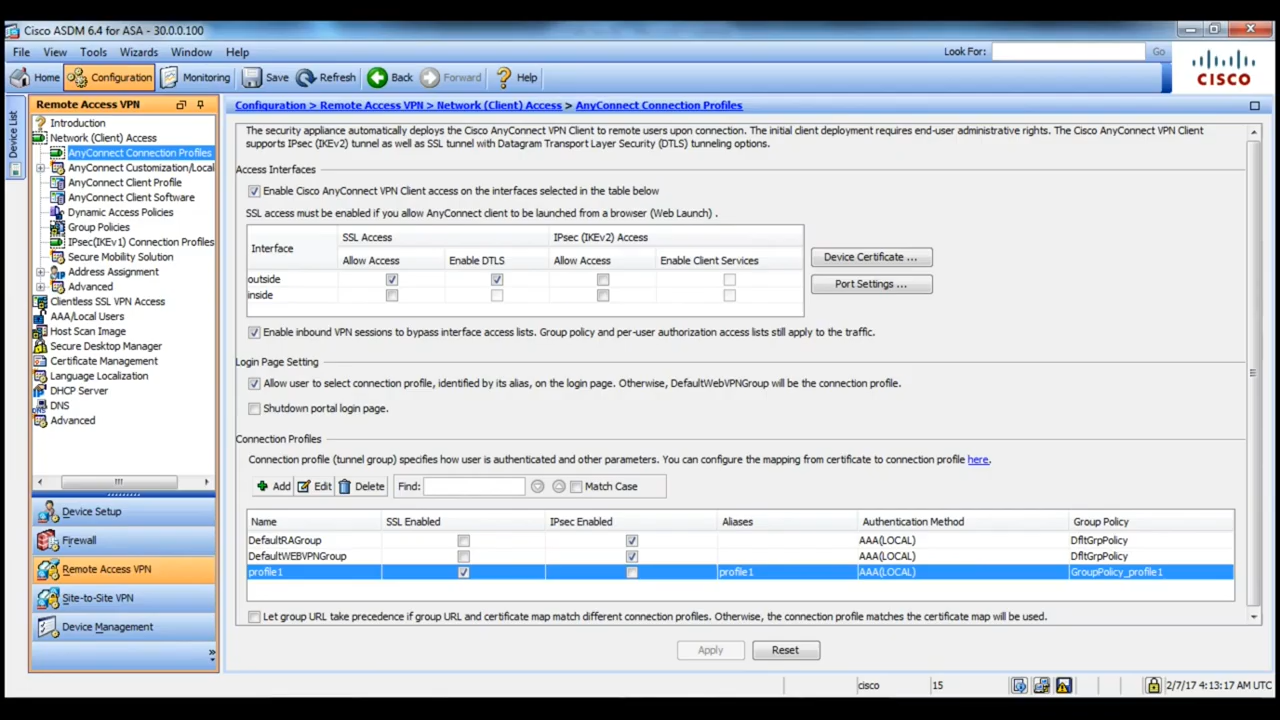 Cisco ASDM 6.4 for ASA - 30.0.0.100
File View Tools Wizards Window Help Look For: Go
Home Configuration Monitoring Save Refresh Back Forward Help
CISCO
Device List
Remote Access VPN
Introduction
Network (Client) Access
AnyConnect Connection Profiles
AnyConnect Customization/Local
AnyConnect Client Profile
AnyConnect Client Software
Dynamic Access Policies
Group Policies
IPsec(IKEv1) Connection Profiles
Secure Mobility Solution
Address Assignment
Advanced
Clientless SSL VPN Access
AAA/Local Users
Host Scan Image
Secure Desktop Manager
Certificate Management
Language Localization
DHCP Server
DNS
Advanced
Device Setup
Firewall
Remote Access VPN
Site-to-Site VPN
Device Management
Configuration > Remote Access VPN > Network (Client) Access > AnyConnect Connection Profiles
The security appliance automatically deploys the Cisco AnyConnect VPN Client to remote users upon connection. The initial client deployment requires end-user administrative rights. The Cisco AnyConnect VPN Client
supports IPsec (IKEv2) tunnel as well as SSL tunnel with Datagram Transport Layer Security (DTLS) tunneling options.
Access Interfaces
Enable Cisco AnyConnect VPN Client access on the interfaces selected in the table below
SSL access must be enabled if you allow AnyConnect client to be launched from a browser (Web Launch) .
Interface SSL Access IPsec (IKEv2) Access
Allow Access Enable DTLS Allow Access Enable Client Services
outside
inside
Device Certificate ...
Port Settings ...
Enable inbound VPN sessions to bypass interface access lists. Group policy and per-user authorization access lists still apply to the traffic.
Login Page Setting
Allow user to select connection profile, identified by its alias, on the login page. Otherwise, DefaultWebVPNGroup will be the connection profile.
Shutdown portal login page.
Connection Profiles
Connection profile (tunnel group) specifies how user is authenticated and other parameters. You can configure the mapping from certificate to connection profile here.
Add Edit Delete Find: Match Case
Name SSL Enabled IPsec Enabled Aliases Authentication Method Group Policy
DefaultRAGroup AAA(LOCAL) DfltGrpPolicy
DefaultWEBVPNGroup AAA(LOCAL) DfltGrpPolicy
profile1 profile1 AAA(LOCAL) GroupPolicy_profile1
Let group URL take precedence if group URL and certificate map match different connection profiles. Otherwise, the connection profile matches the certificate map will be used.
Apply Reset
cisco 15 2/7/17 4:13:17 AM UTC